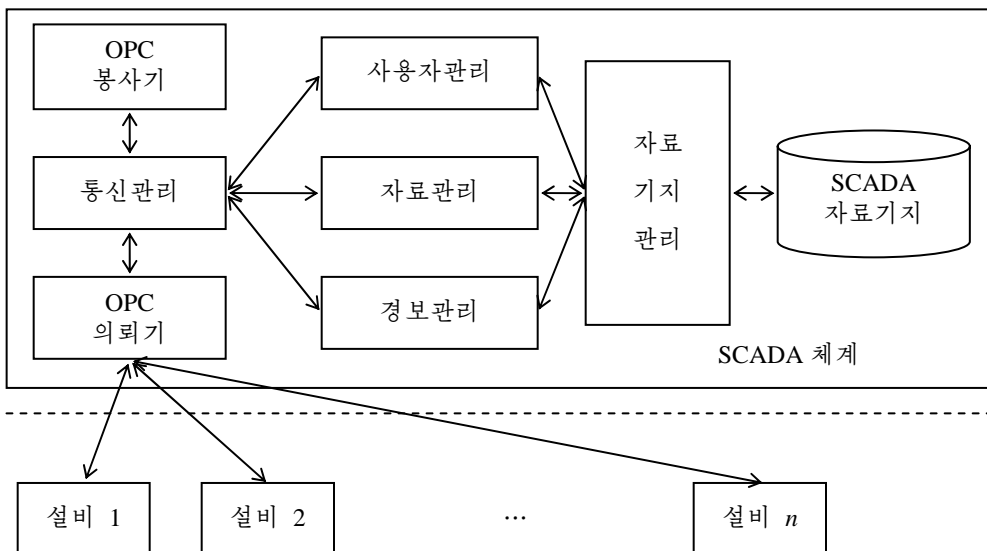 OPC
봉사기
통신관리
OPC
의뢰기
사용자관리
자료관리
경보관리
자료
기지
관리
SCADA
자료기지
SCADA 체계
설비 1
설비 2
...
설비 n